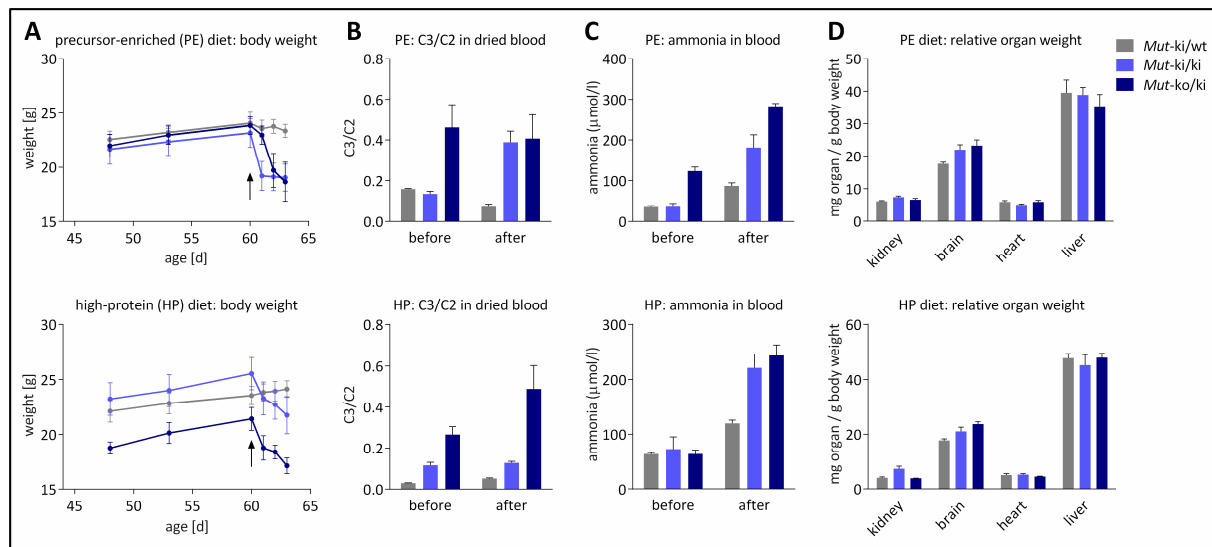 A
precursor-enriched (PE) diet: body weight
30
25
20
15
weight [g]
45 50 55 60 65
age [d]
B
PE: C3/C2 in dried blood
0.8
0.6
0.4
0.2
0.0
C3/C2
before after
C
PE: ammonia in blood
400
300
200
100
0
ammonia (µmol/l)
before after
D
PE diet: relative organ weight
50
40
30
20
10
0
mg organ / g body weight
kidney brain heart liver
Mut-ki/wt
Mut-ki/ki
Mut-ko/ki
high-protein (HP) diet: body weight
30
25
20
15
weight [g]
45 50 55 60 65
age [d]
HP: C3/C2 in dried blood
0.8
0.6
0.4
0.2
0.0
C3/C2
before after
HP: ammonia in blood
300
200
100
0
ammonia (µmol/l)
before after
HP diet: relative organ weight
60
40
20
0
mg organ / g body weight
kidney brain heart liver